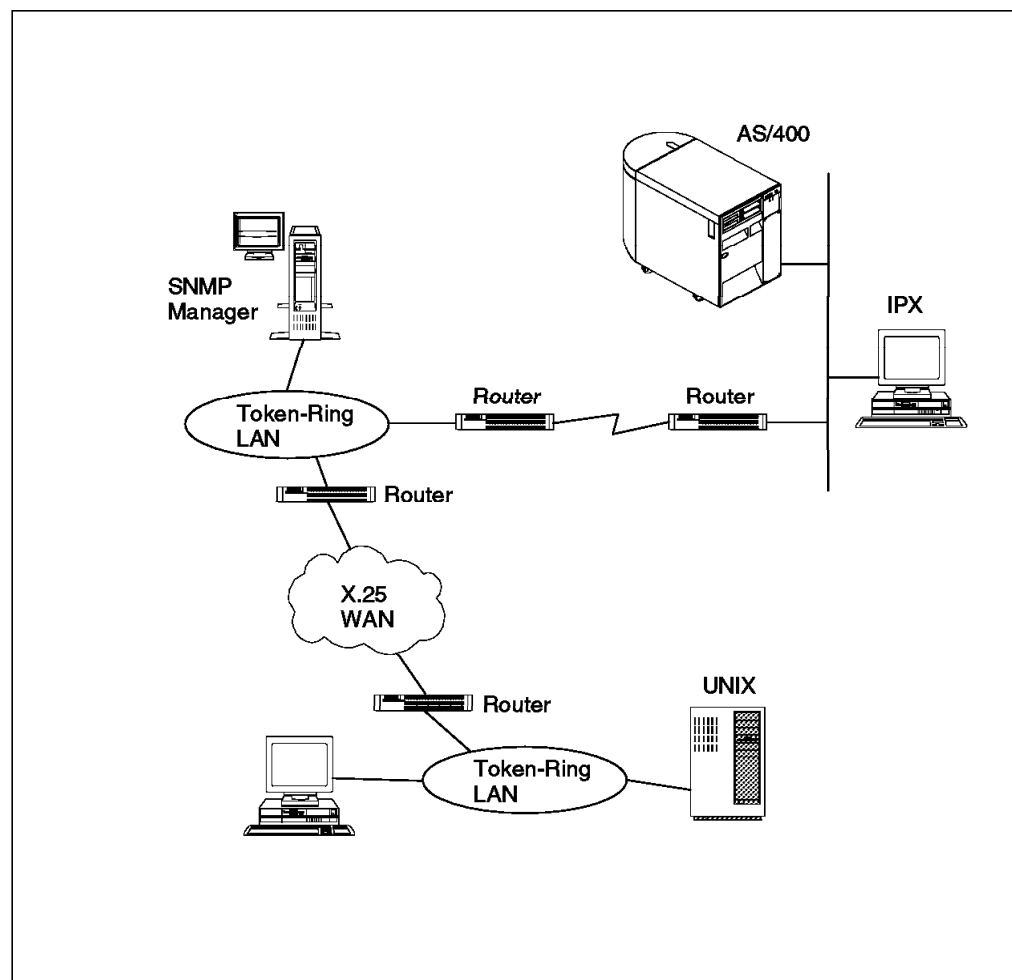 AS/400
SNMP
Manager
IPX
Token-Ring
LAN
Router
Router
Router
X.25
WAN
Router
UNIX
Token-Ring
LAN